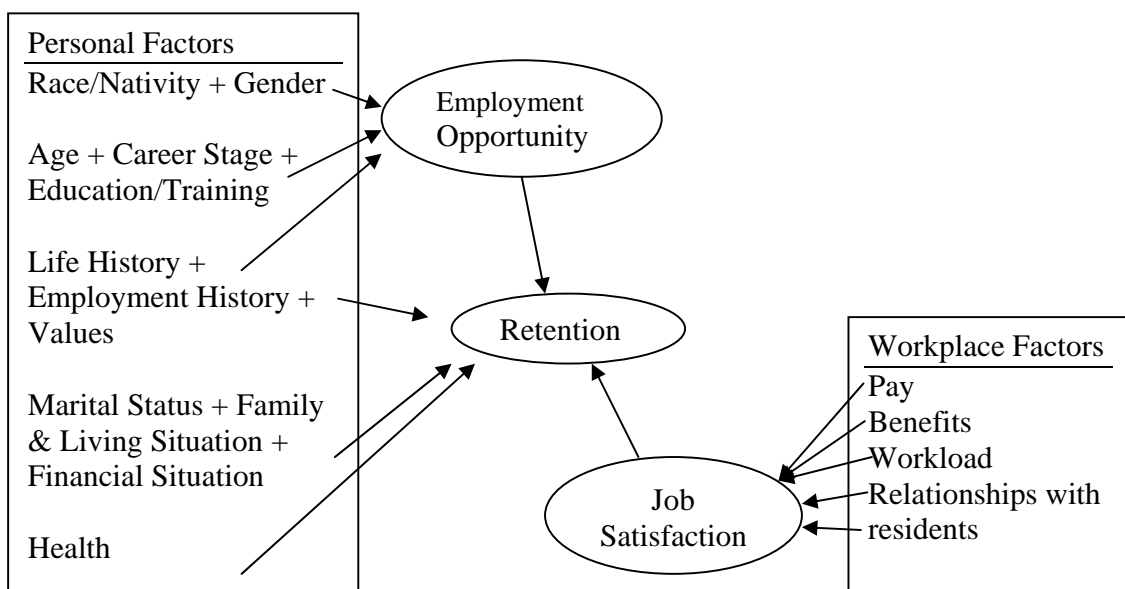 Personal Factors
Race/Nativity + Gender
Age + Career Stage +
Education/Training
Life History +
Employment History +
Values
Marital Status + Family
& Living Situation +
Financial Situation
Health
Employment
Opportunity
Retention
Job
Satisfaction
Workplace Factors
Pay
Benefits
Workload
Relationships with
residents